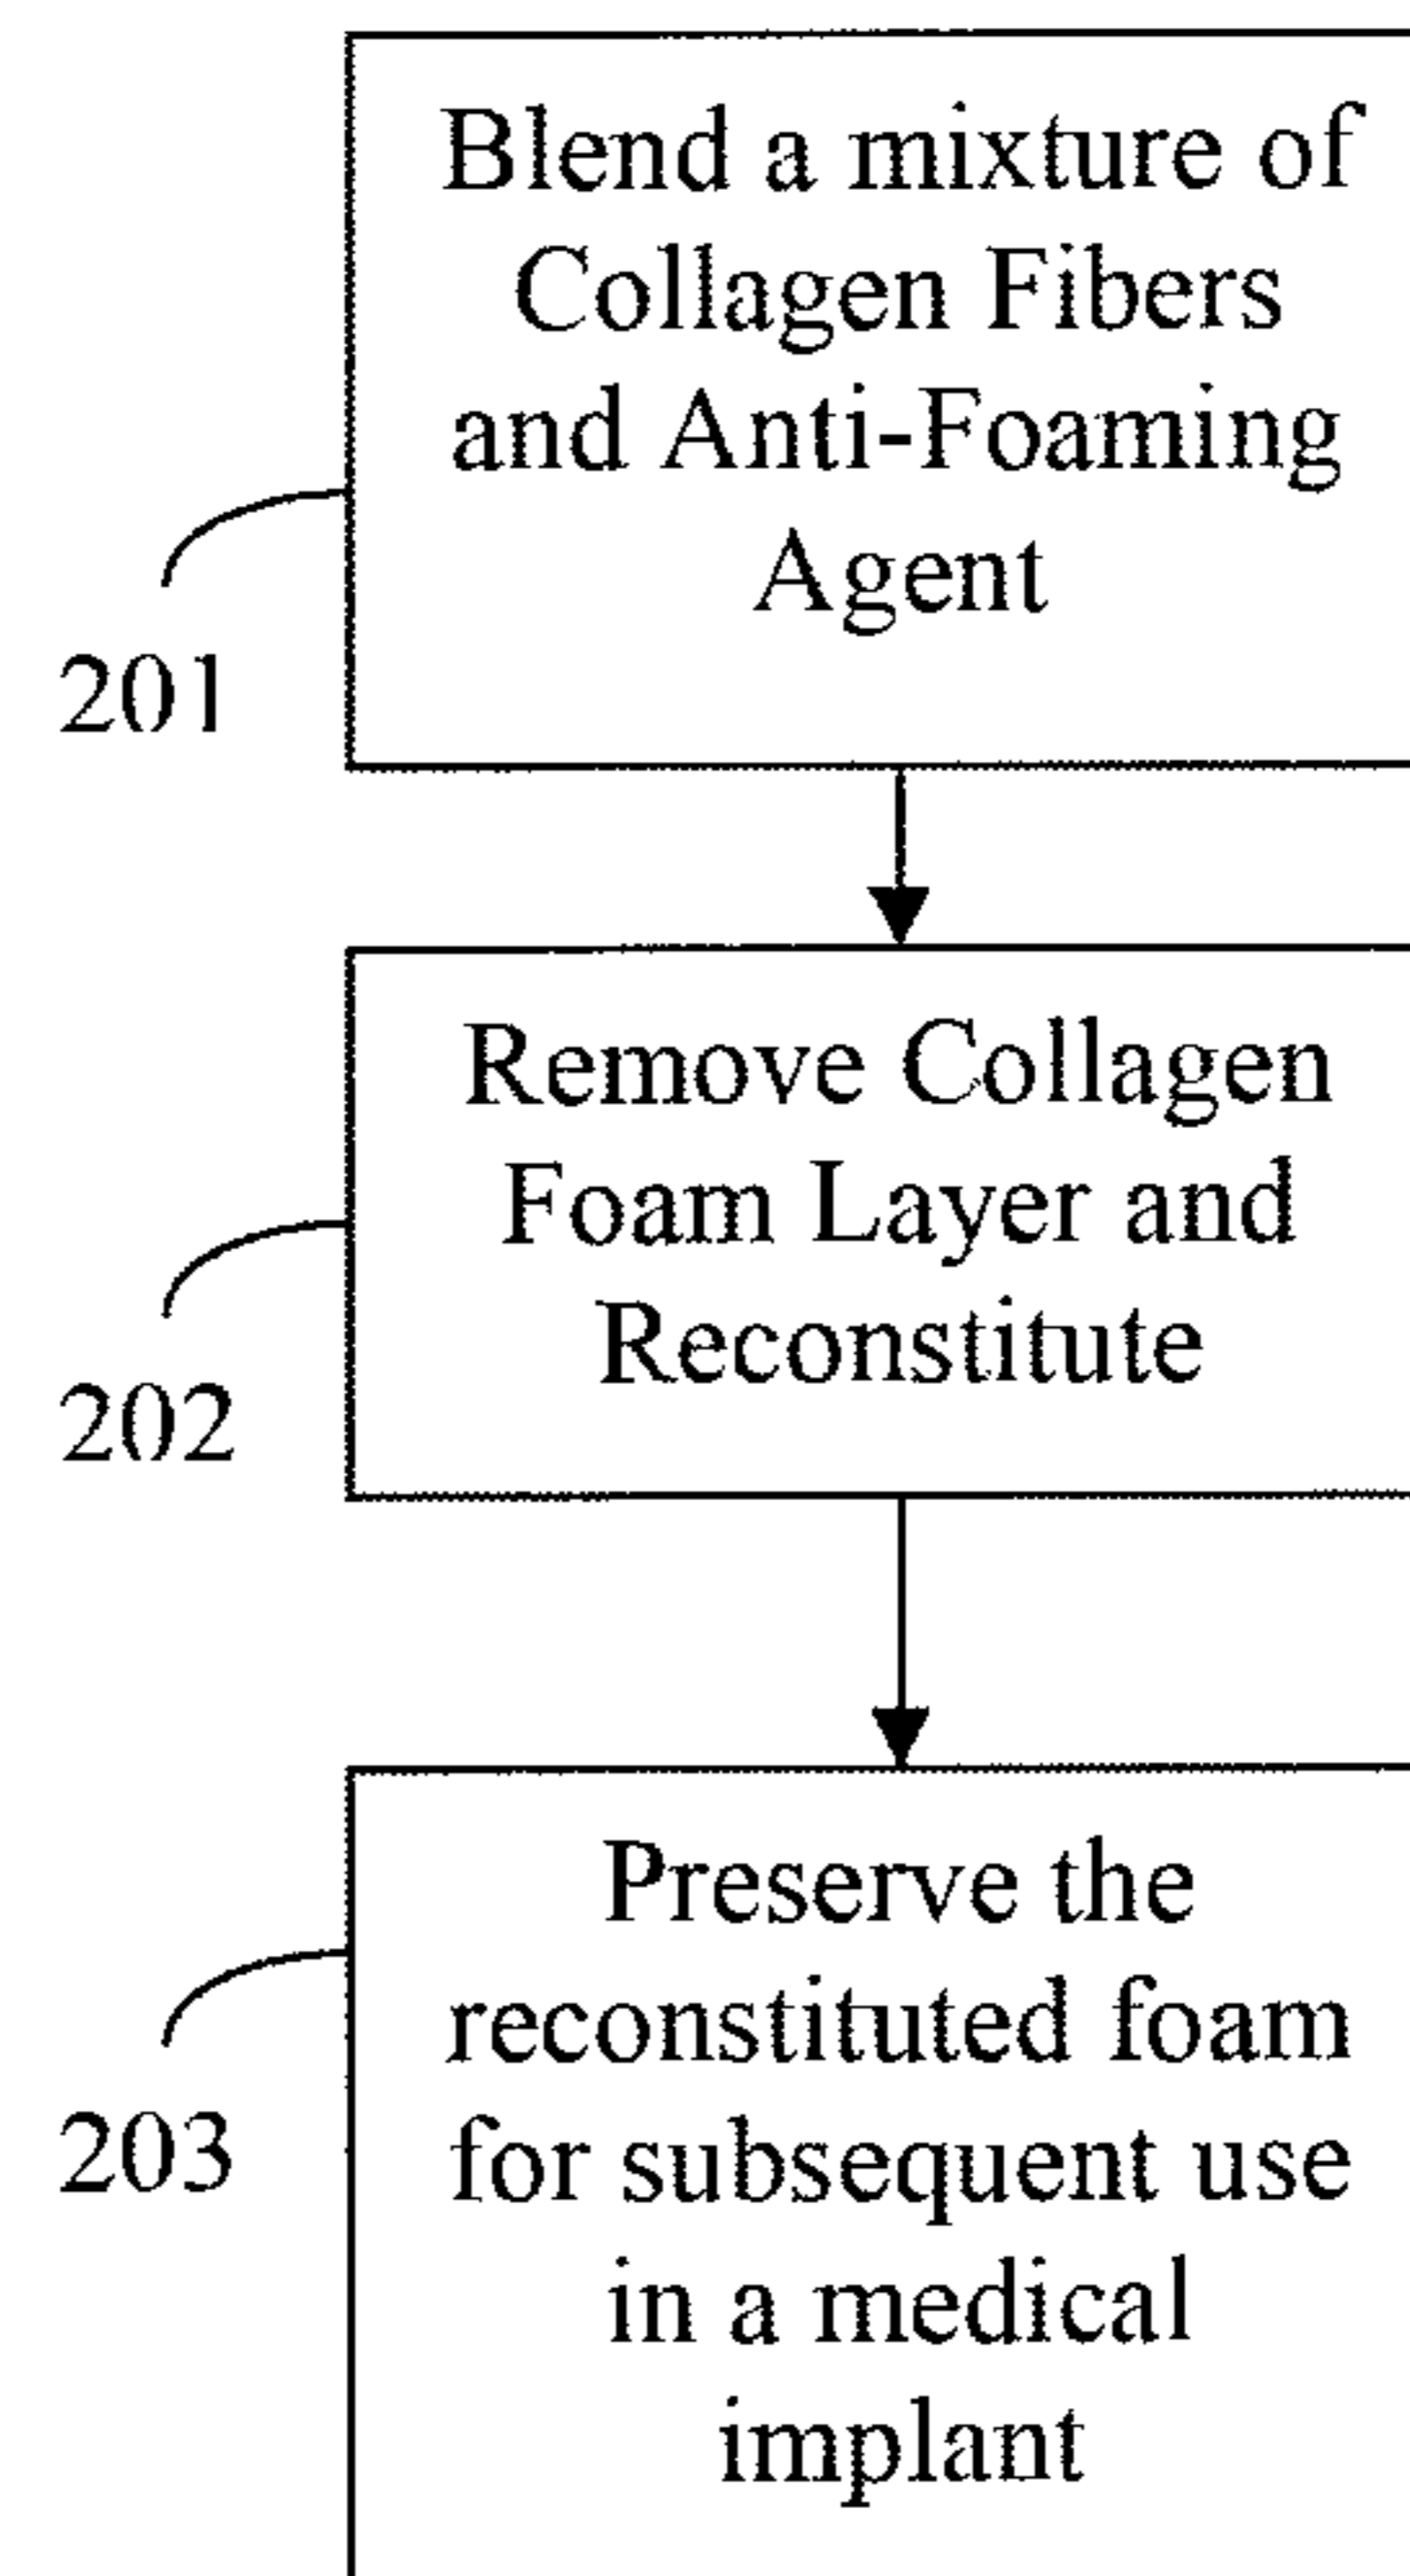 Blend a mixture of
Collagen Fibers
and Anti-Foaming
Agent
201
Remove Collagen
Foam Layer and
Reconstitute
202
Preserve the
reconstituted foam
for subsequent use
in a medical
implant
203